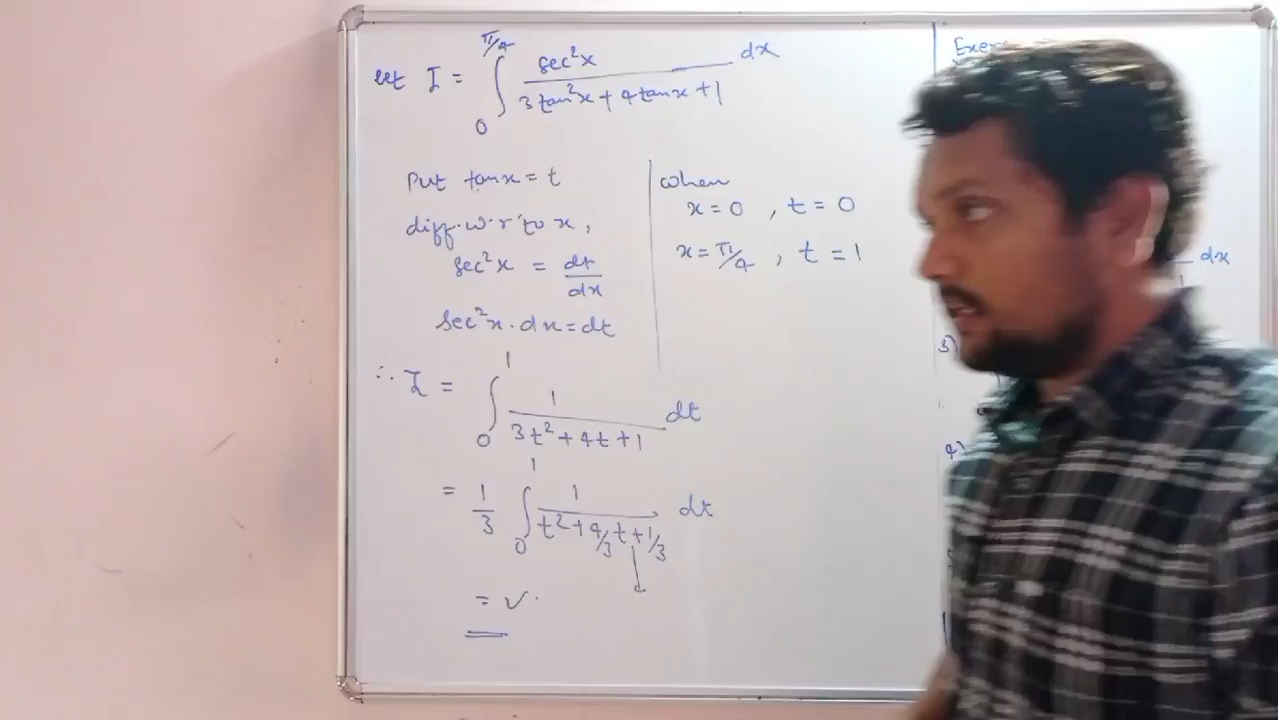 let I = ∫₀^π/4 sec²x / 3tan²x + 4tanx + 1 dx
Put tanx = t
diff. w. r. to x,
sec²x = dt/dx
sec²x . dx = dt
when
x = 0 , t = 0
x = π/4 , t = 1
∴ I = ∫₀¹ 1 / 3t² + 4t + 1 dt
= 1/3 ∫₀¹ 1 / t² + 4/3 t + 1/3 dt
= ✓.
dx
3)
4)